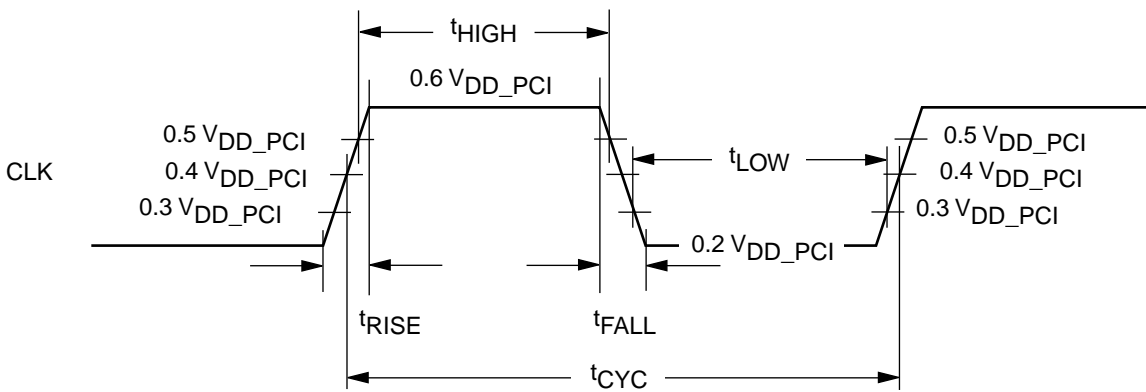 tHIGH
0.6 VDD_PCI
0.5 VDD_PCI
0.5 VDD_PCI
tLOW
CLK
0.4 VDD_PCI
0.4 VDD_PCI
0.3 VDD_PCI
0.3 VDD_PCI
0.2 VDD_PCI
tRISE
tFALL
tCYC